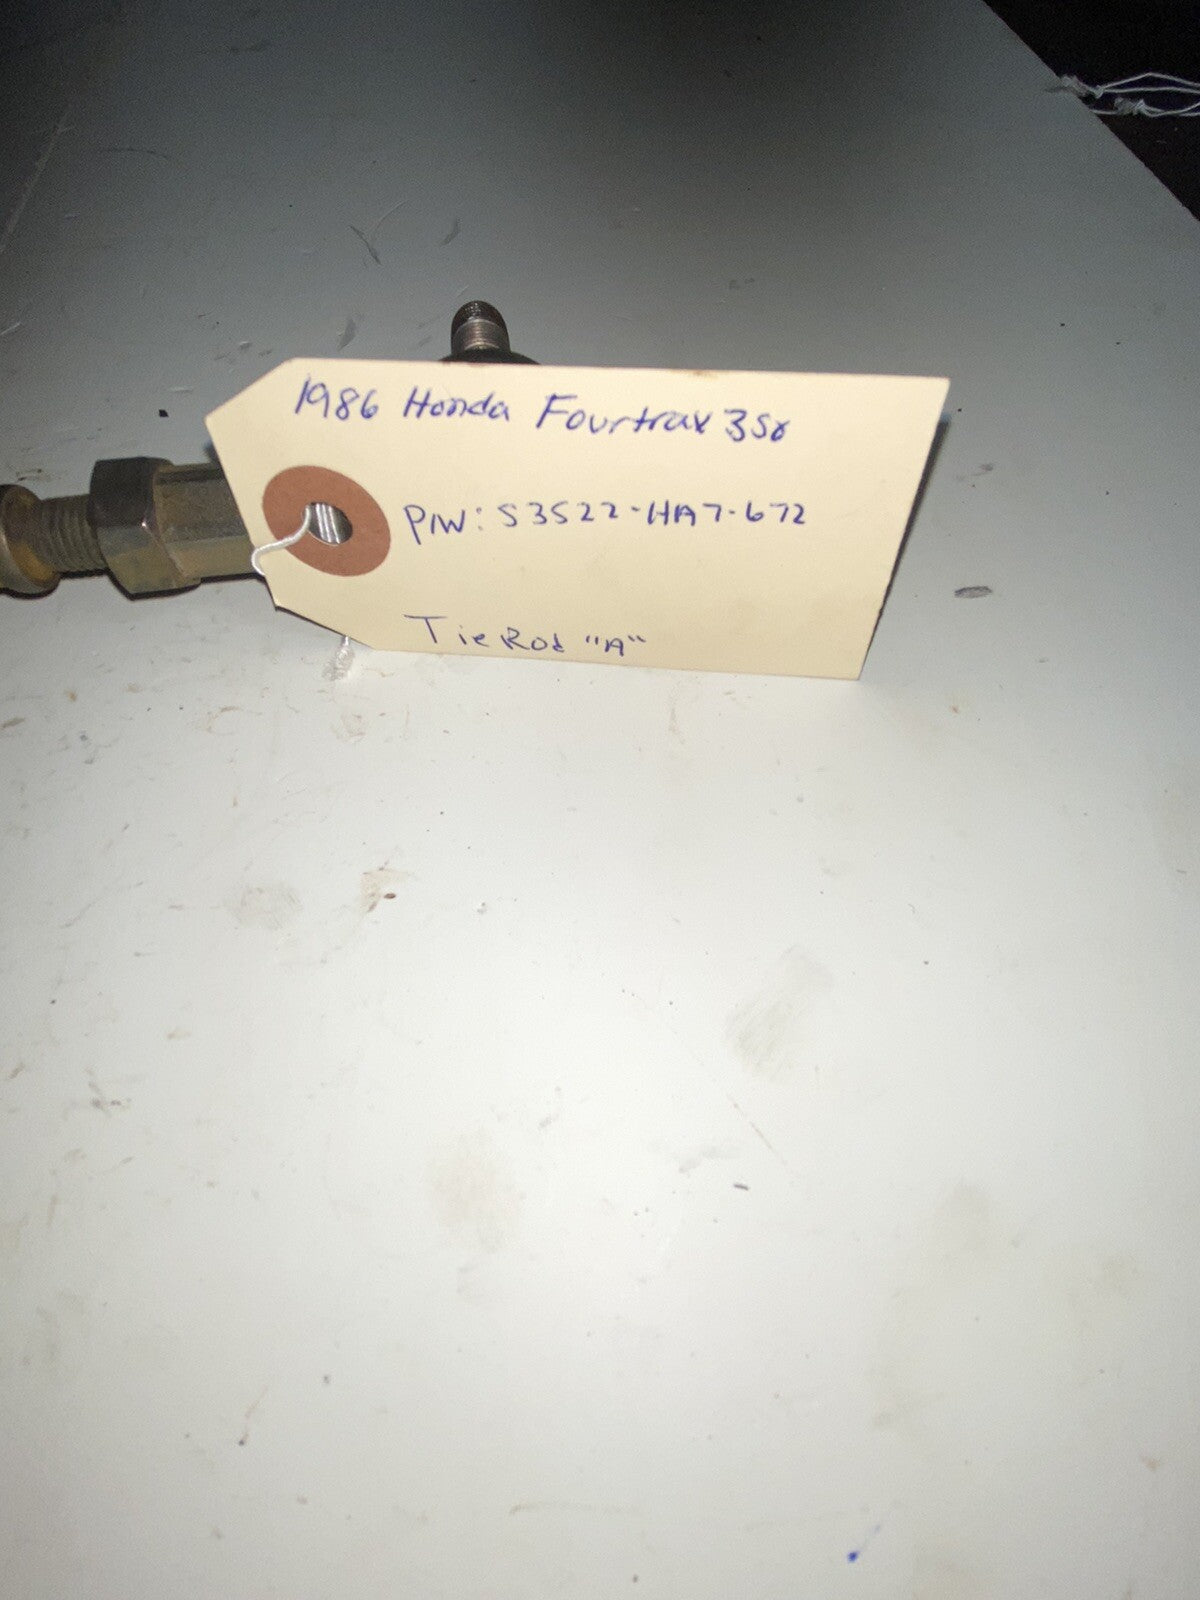 1986 Honda Fourtrax 350
P/N: 53522-HA7-672
Tie Rod "A"